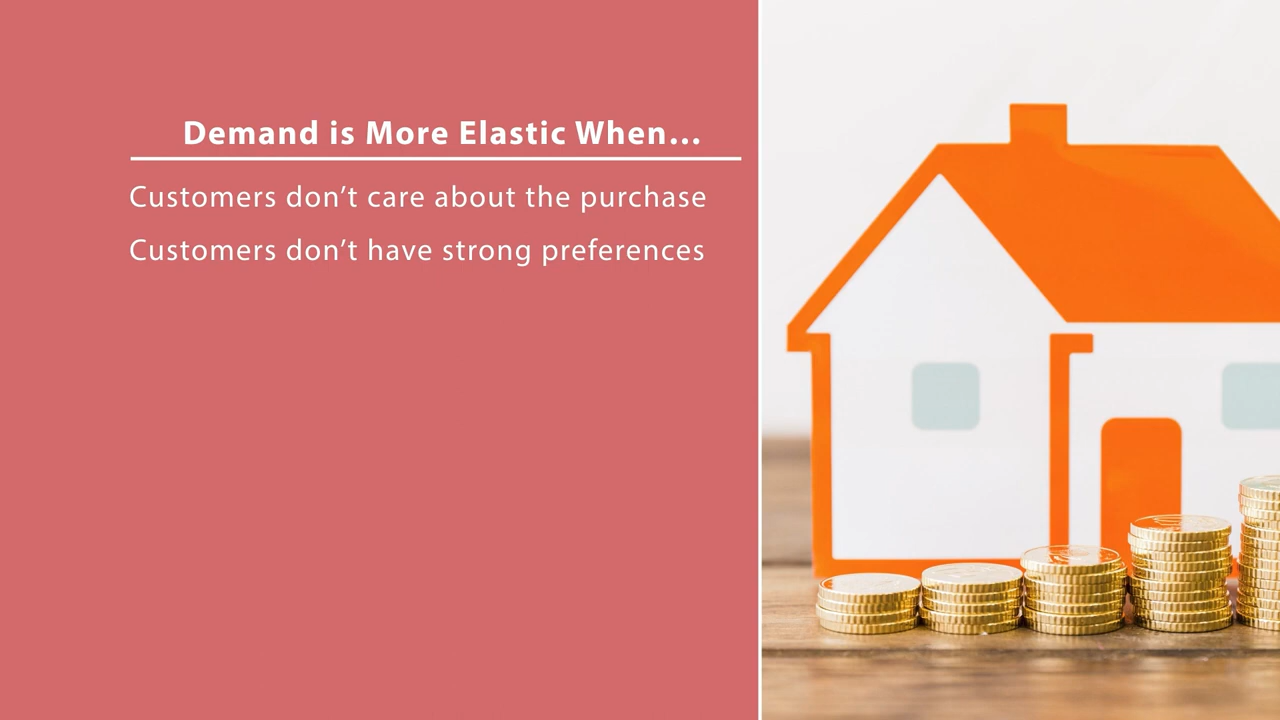 Demand is More Elastic When...
Customers don’t care about the purchase
Customers don’t have strong preferences